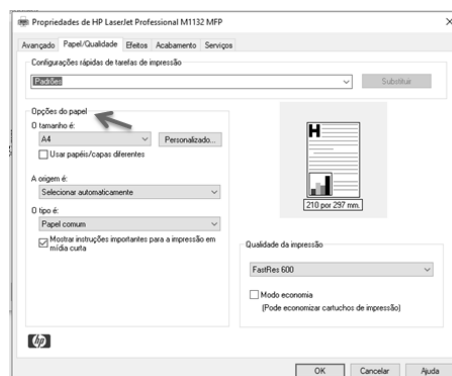 Propriedades de HP LaserJet Professional M1132 MFP
Avançado Papel/Qualidade Efeitos Acabamento Serviços
Configurações rápidas de tarefas de impressão
Padrões
Substituir
Opções do papel
O tamanho é:
A4
Personalizado...
Usar papéis/capas diferentes
A origem é:
Selecionar automaticamente
O tipo é:
Papel comum
Mostrar instruções importantes para a impressão em
mídia curta
H
210 por 297 mm.
Qualidade da impressão
FastRes 600
Modo economia
(Pode economizar cartuchos de impressão)
hp
OK Cancelar Ajuda